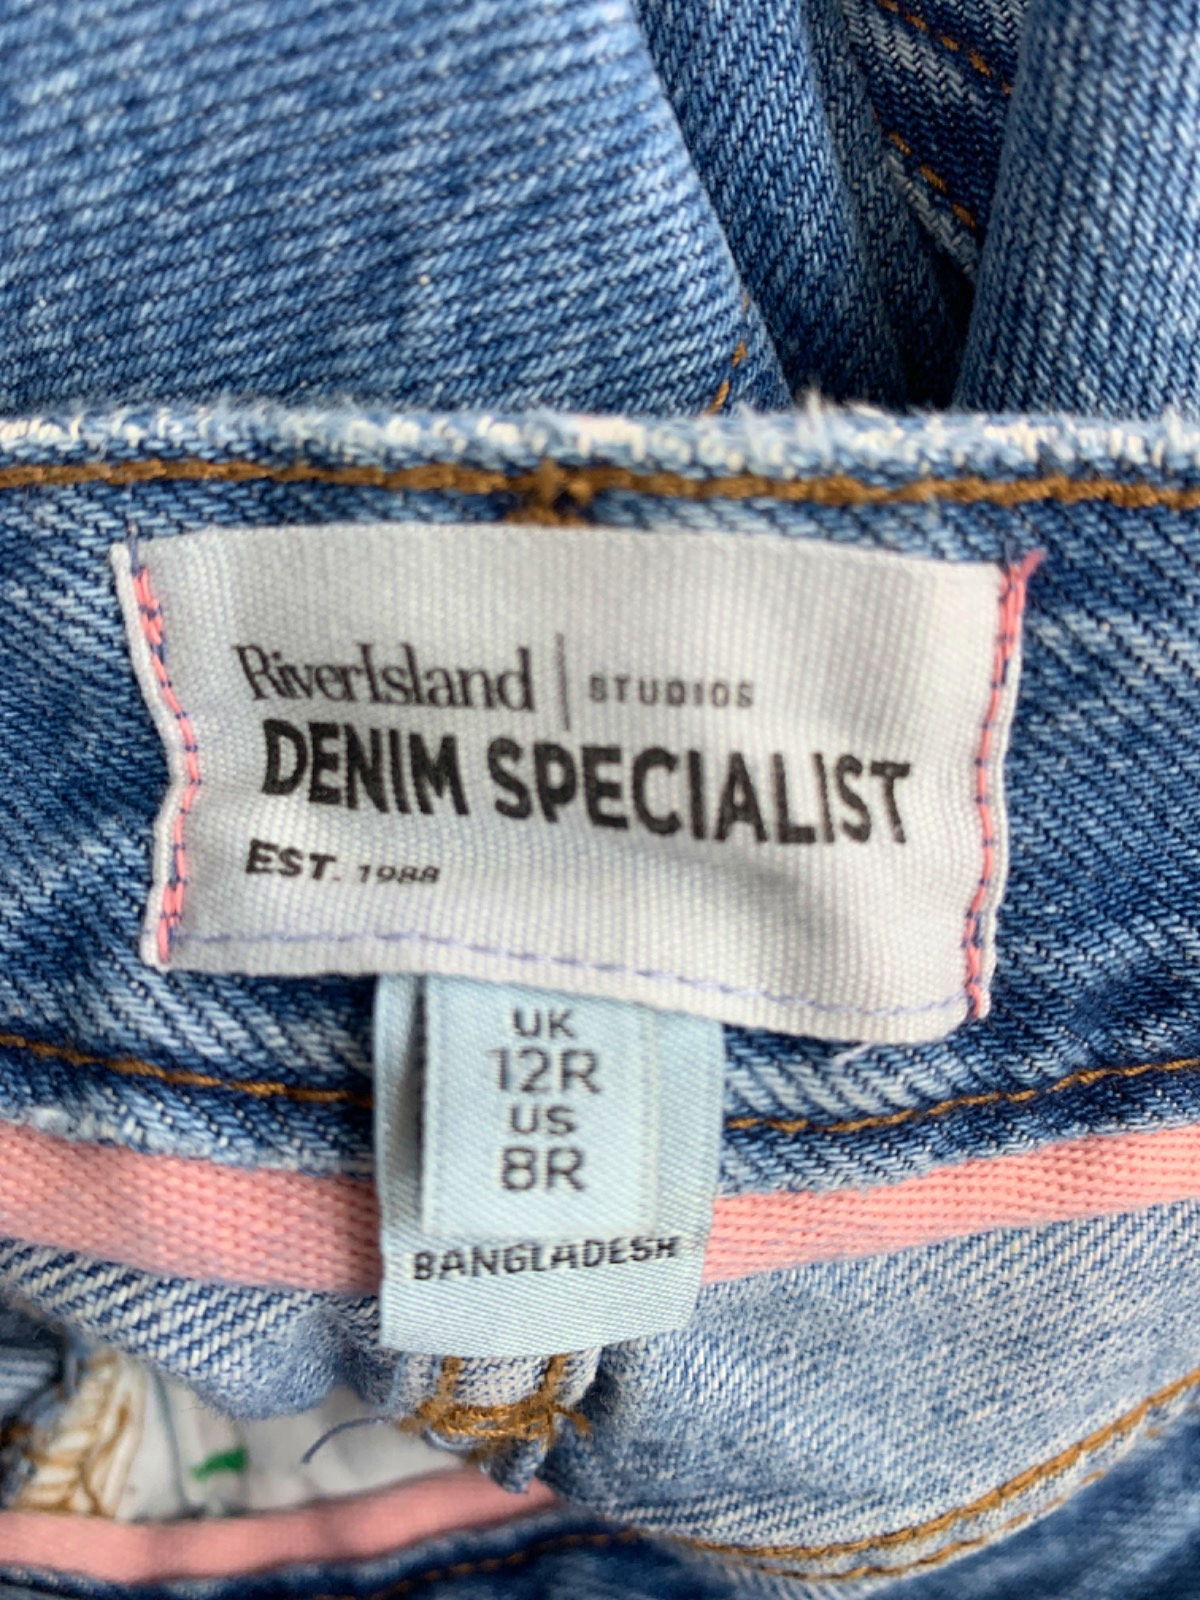 RiverIsland | STUDIOS
DENIM SPECIALIST
EST. 1988
UK
12R
US
8R
BANGLADESH